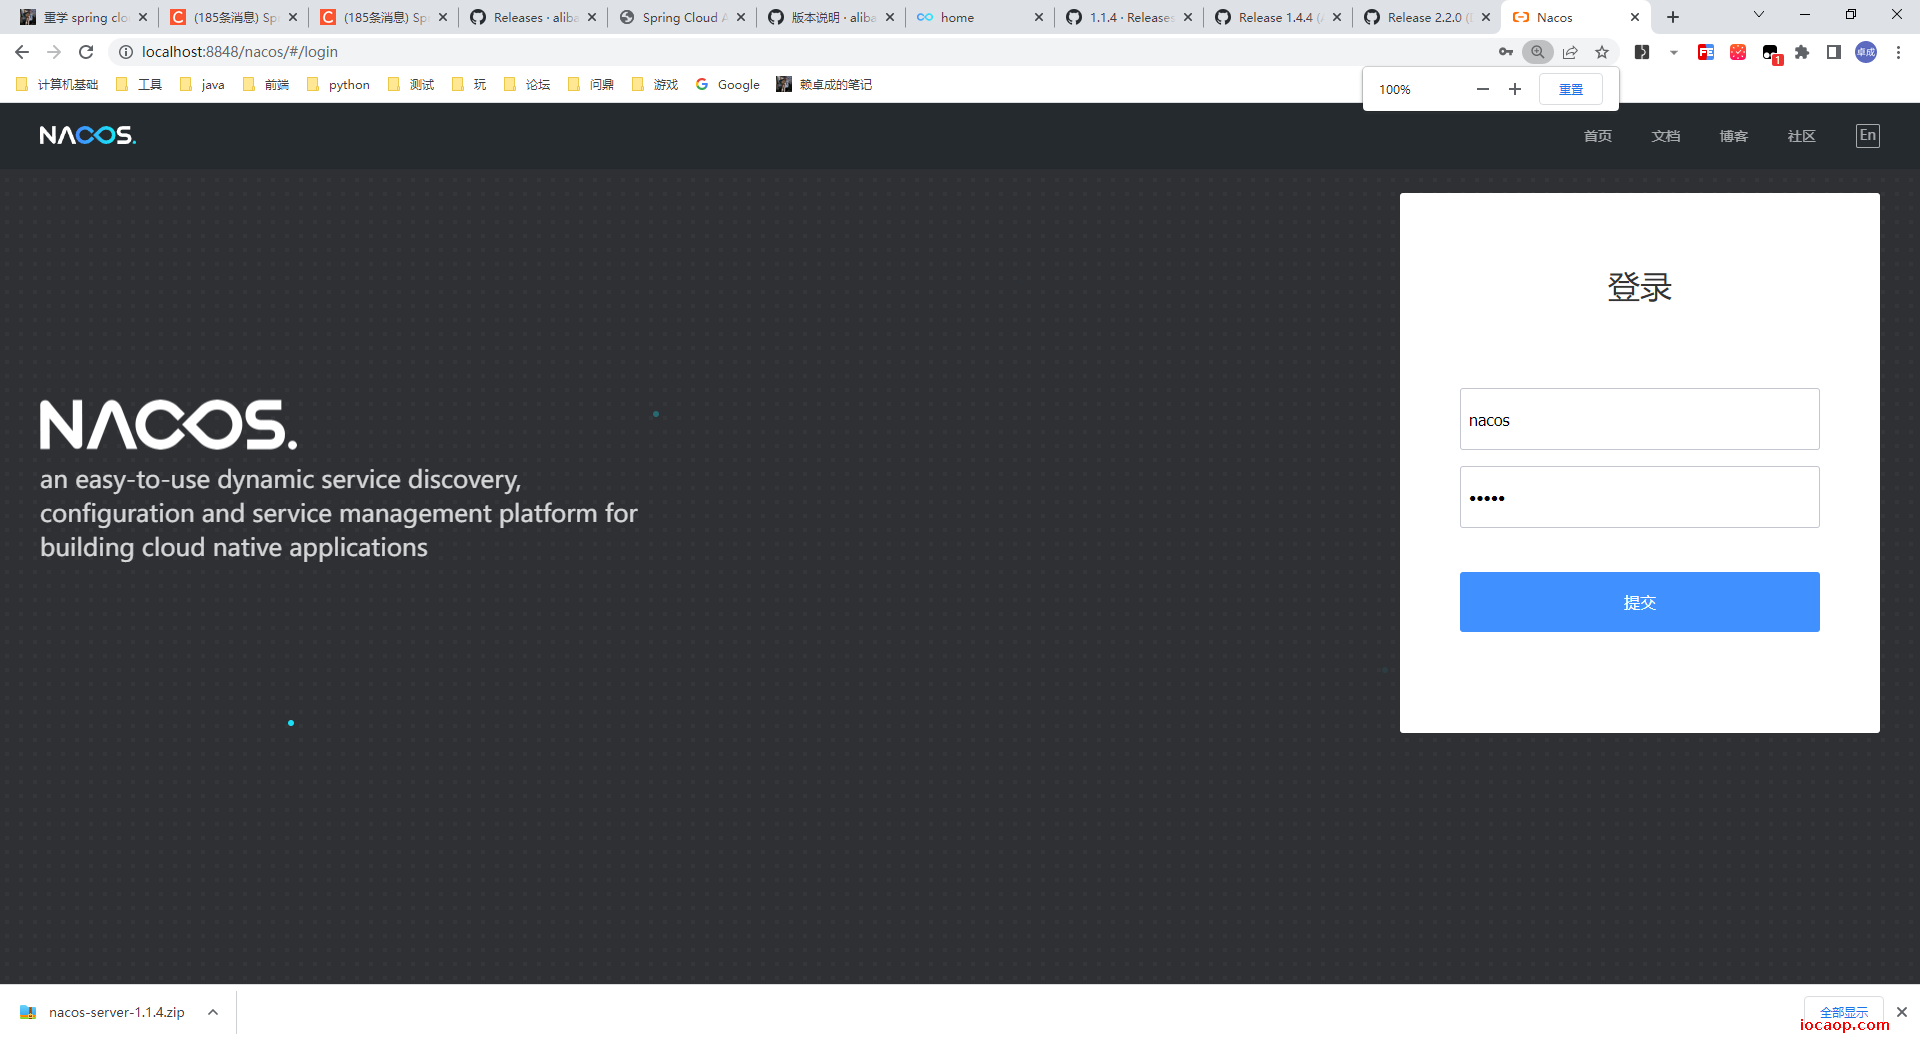 重学 spring clo
(185条消息) Sp
(185条消息) Sp
Releases · aliba
Spring Cloud A
版本说明 · aliba
home
1.1.4 · Releases
Release 1.4.4 (
Release 2.2.0 (
Nacos
localhost:8848/nacos/#/login
1
卓成
计算机基础
工具
java
前端
python
测试
玩
论坛
问鼎
游戏
Google
赖卓成的笔记
100%
重置
NACOS.
首页
文档
博客
社区
En
登录
nacos
•••••
提交
NACOS.
an easy-to-use dynamic service discovery,
configuration and service management platform for
building cloud native applications
nacos-server-1.1.4.zip
全部显示
iocaop.com